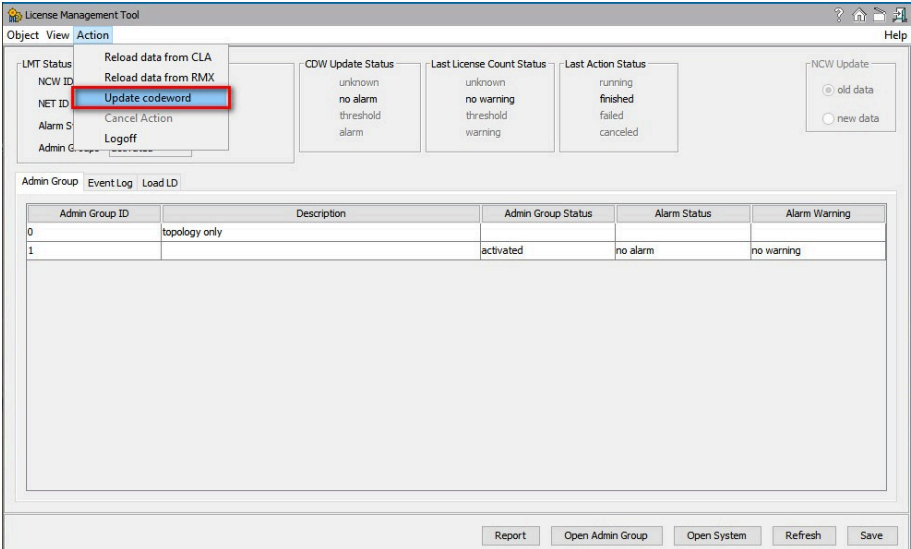 License Management Tool
Object View Action Help
Reload data from CLA
Reload data from RMX
Update codeword
Cancel Action
Logoff
LMT Status
NCW ID
NET ID
Alarm S
Admin G
CDW Update Status
unknown
no alarm
threshold
alarm
Last License Count Status
unknown
no warning
threshold
warning
Last Action Status
running
finished
failed
canceled
NCW Update
old data
new data
Admin Group Event Log Load LD
Admin Group ID Description Admin Group Status Alarm Status Alarm Warning
0 topology only
1 activated no alarm no warning
Report Open Admin Group Open System Refresh Save